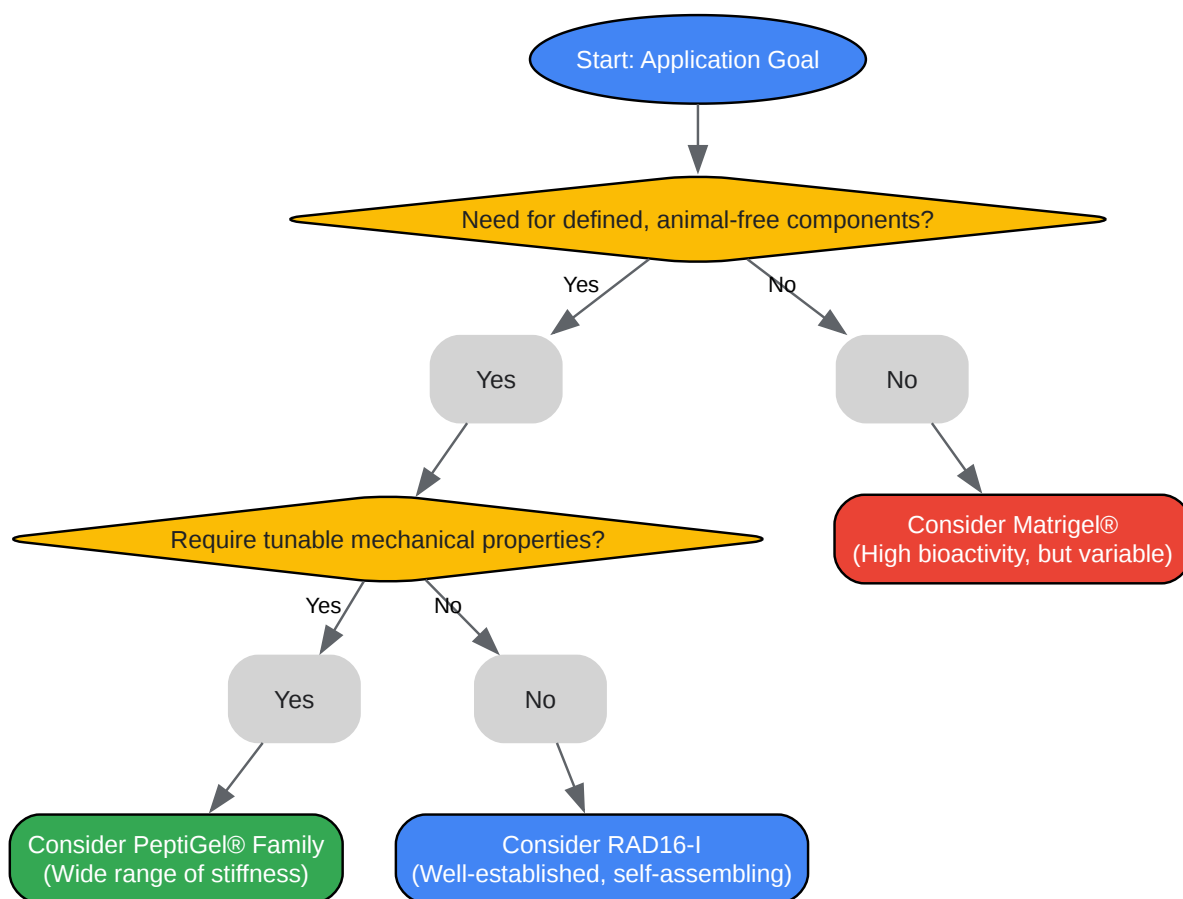 Start: Application Goal
Need for defined, animal-free components?
Yes
No
Yes
No
Consider Matrigel®
(High bioactivity, but variable)
Require tunable mechanical properties?
Yes
No
Yes
No
Consider PeptiGel® Family
(Wide range of stiffness)
Consider RAD16-I
(Well-established, self-assembling)